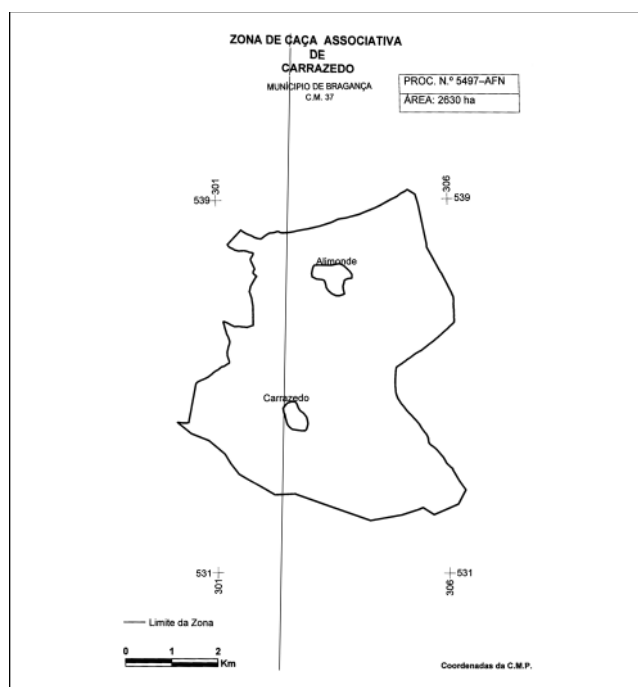 ZONA DE CAÇA ASSOCIATIVA
DE
CARRAZEDO
MUNICÍPIO DE BRAGANÇA
C.M. 37
PROC. N.º 5497–AFN
ÁREA: 2630 ha
301
539
306
539
Alimonde
Carrazedo
531
301
531
306
Limite da Zona
0 1 2
Km
Coordenadas da C.M.P.